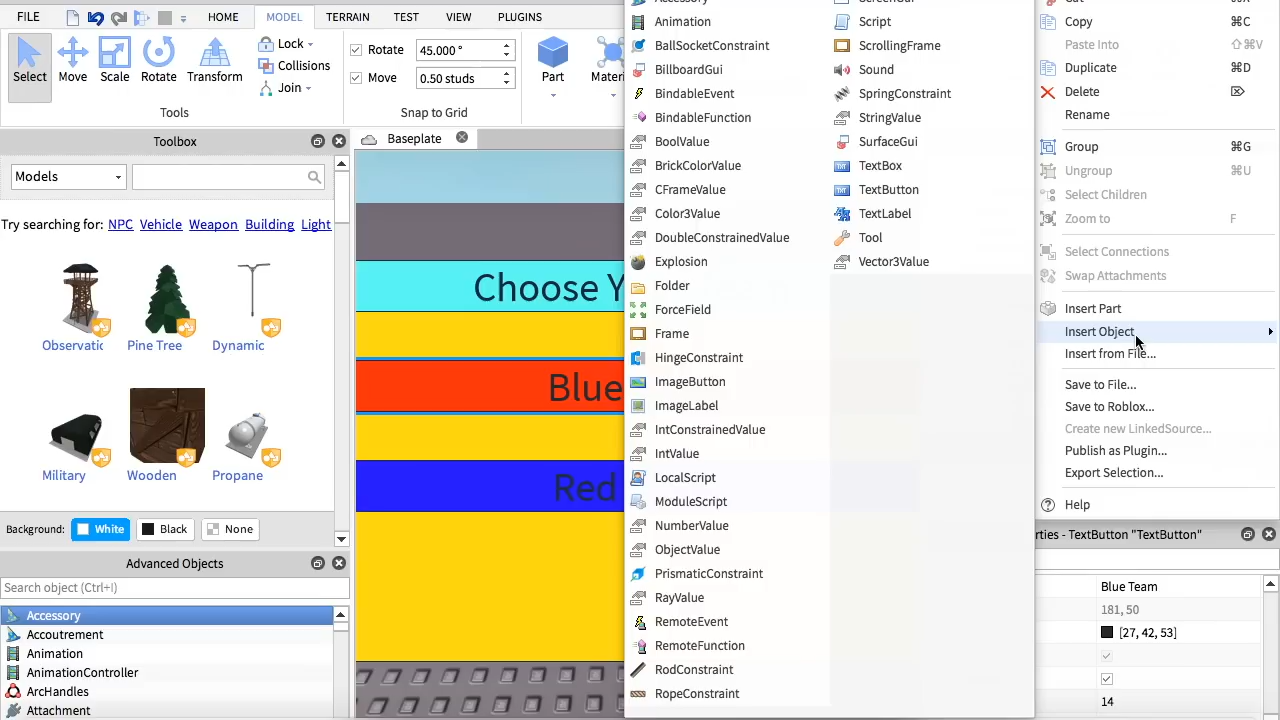 FILE
HOME
MODEL
TERRAIN
TEST
VIEW
PLUGINS
Select
Move
Scale
Rotate
Transform
Lock
Collisions
Join
Tools
Rotate
45.000 °
Move
0.50 studs
Snap to Grid
Part
Toolbox
Models
Try searching for: NPC Vehicle Weapon Building Light
Pine Tree
Dynamic
Military
Wooden
Propane
Background: White Black None
Advanced Objects
Search object (Ctrl+I)
Accessory
Accoutrement
Animation
AnimationController
ArcHandles
Attachment
Baseplate
Choose Y
Blue
Red
Animation
BallSocketConstraint
BillboardGui
BindableEvent
BindableFunction
BoolValue
BrickColorValue
CFrameValue
Color3Value
DoubleConstrainedValue
Explosion
Folder
ForceField
Frame
HingeConstraint
ImageButton
ImageLabel
IntConstrainedValue
IntValue
LocalScript
ModuleScript
NumberValue
ObjectValue
PrismaticConstraint
RayValue
RemoteEvent
RemoteFunction
RodConstraint
RopeConstraint
Script
ScrollingFrame
Sound
SpringConstraint
StringValue
SurfaceGui
TextBox
TextButton
TextLabel
Tool
Vector3Value
Copy ⌘C
Paste Into ⇧⌘V
Duplicate ⌘D
Delete ⌦
Rename
Group ⌘G
Ungroup ⌘U
Select Children
Zoom to F
Select Connections
Swap Attachments
Insert Part
Insert Object
Insert from File...
Save to File...
Save to Roblox...
Create new LinkedSource...
Publish as Plugin...
Export Selection...
Help
rties - TextButton "TextButton"
Blue Team
181, 50
[27, 42, 53]
14